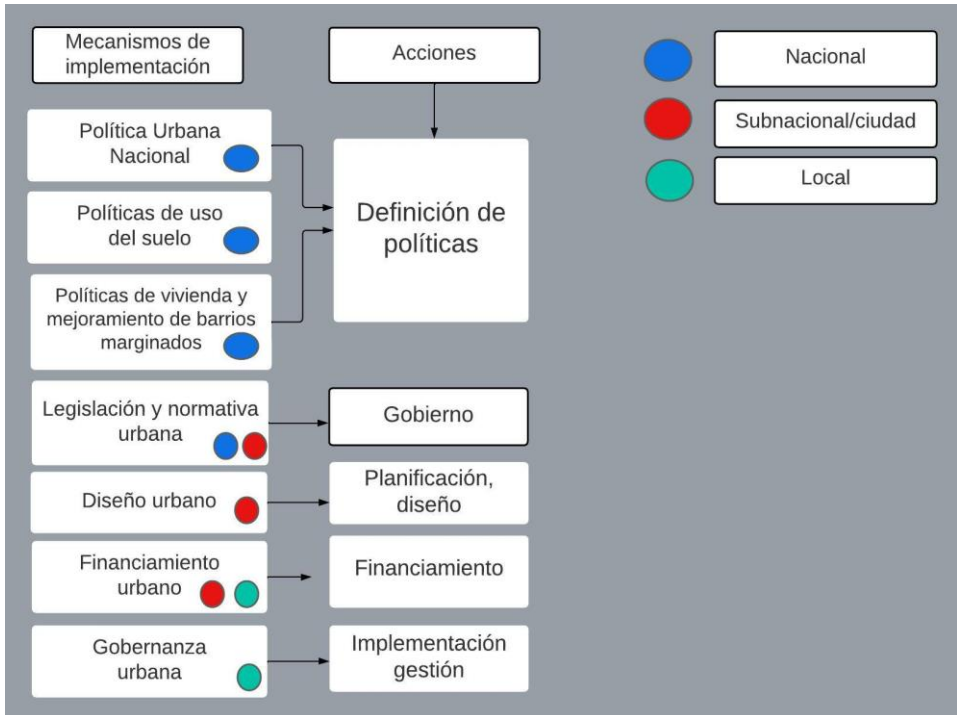 Mecanismos de
implementación
Acciones
Nacional
Subnacional/ciudad
Local
Política Urbana
Nacional
Políticas de uso
del suelo
Políticas de vivienda y
mejoramiento de barrios
marginados
Definición de
políticas
Legislación y normativa
urbana
Gobierno
Diseño urbano
Planificación,
diseño
Financiamiento
urbano
Financiamiento
Gobernanza
urbana
Implementación
gestión